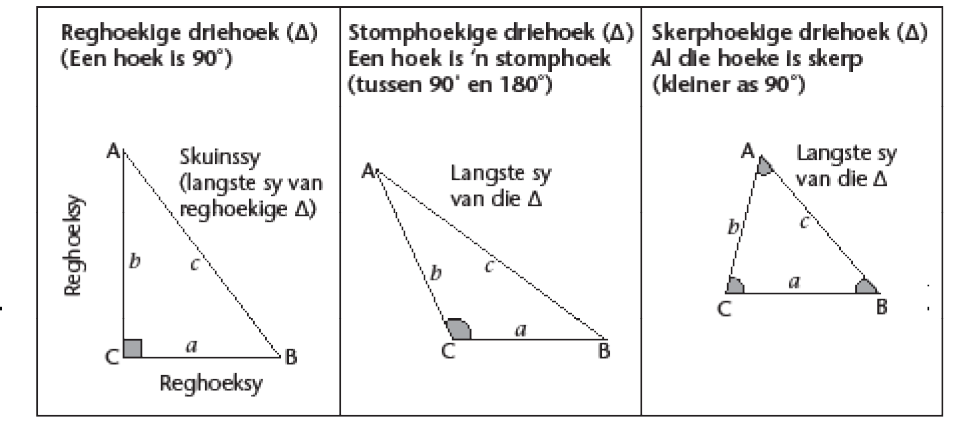 Reghoekige driehoek (Δ)
(Een hoek is 90°)
A
Skuinssy
(langste sy van
reghoekige Δ)
Reghoeksy
b
c
C
a
B
Reghoeksy
Stomphoekige driehoek (Δ)
Een hoek is 'n stomphoek
(tussen 90° en 180°)
A
Langste sy
van die Δ
b
c
a
C
B
Skerphoekige driehoek (Δ)
Al die hoeke is skerp
(kleiner as 90°)
A
Langste sy
van die Δ
b
c
a
C
B